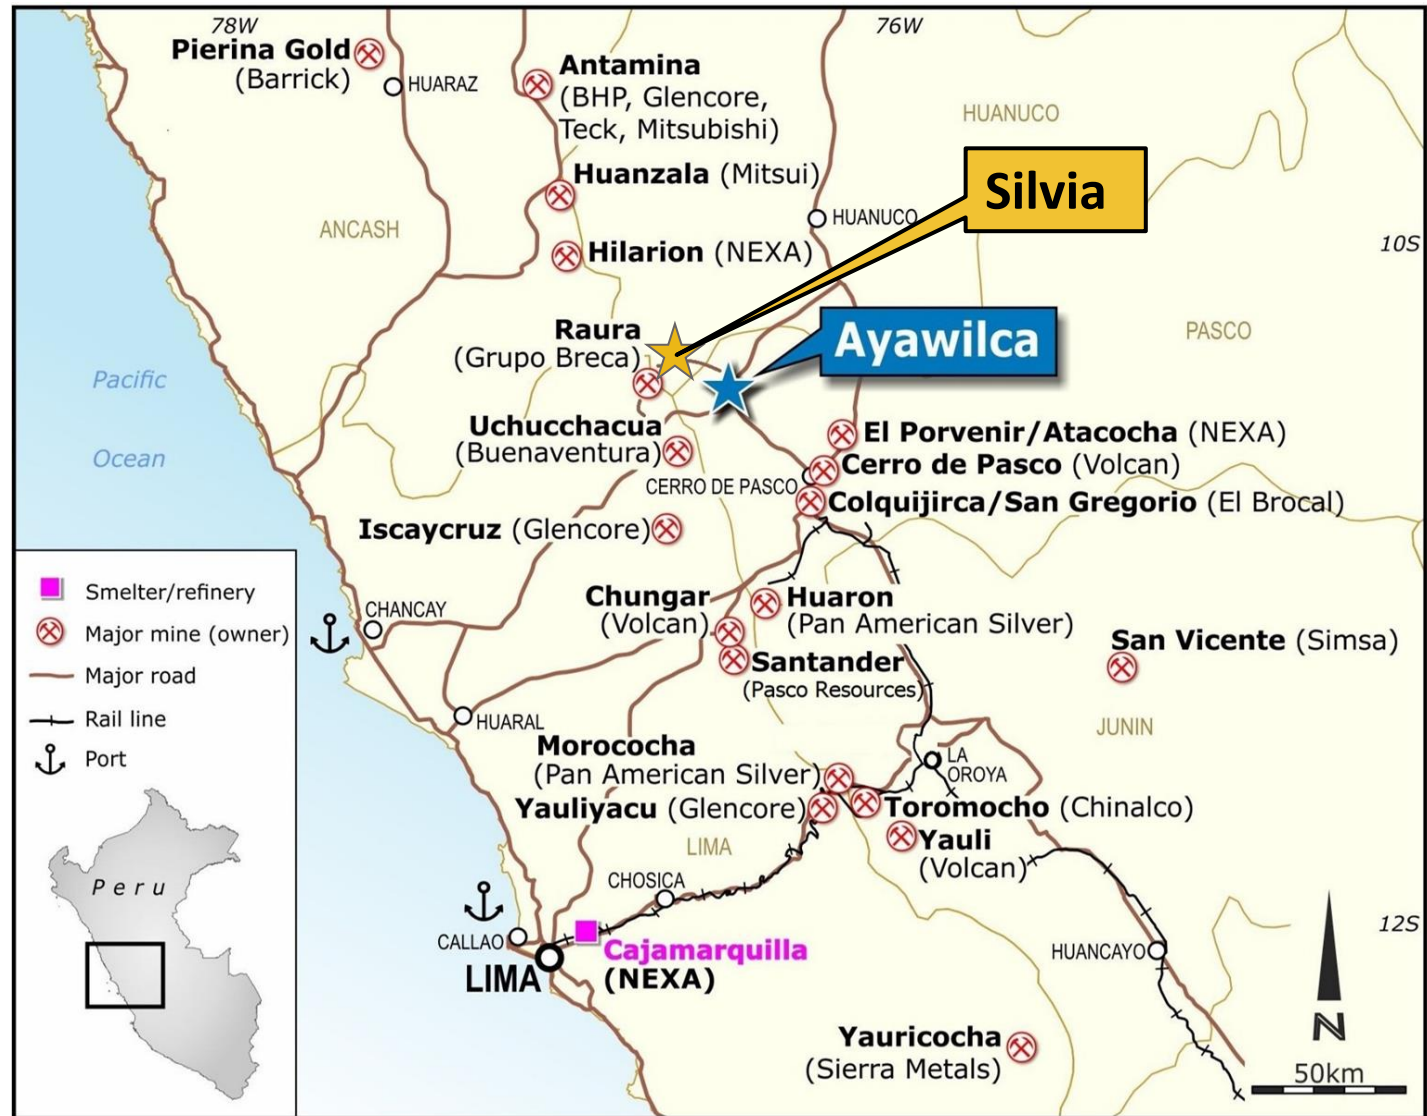 78W
76W
Pierina Gold
(Barrick)
HUARAZ
Antamina
(BHP, Glencore,
Teck, Mitsubishi)
HUANUCO
Huanzala (Mitsui)
Silvia
HUANUCO
ANCASH
10S
Hilarion (NEXA)
Raura
(Grupo Breca)
Ayawilca
PASCO
Pacific
Ocean
Uchucchacua
(Buenaventura)
El Porvenir/Atacocha (NEXA)
Cerro de Pasco (Volcan)
CERRO DE PASCO
Colquijirca/San Gregorio (El Brocal)
Iscaycruz (Glencore)
Smelter/refinery
Major mine (owner)
Major road
Rail line
Port
CHANCAY
Chungar
(Volcan)
Huaron
(Pan American Silver)
San Vicente (Simsa)
Santander
(Pasco Resources)
HUARAL
JUNIN
Morococha
(Pan American Silver)
LA
OROYA
Yauliyacu (Glencore)
Toromocho (Chinalco)
Yauli
(Volcan)
LIMA
CHOSICA
Peru
CALLAO
LIMA
Cajamarquilla
(NEXA)
HUANCAYO
12S
Yauricocha
(Sierra Metals)
N
50km